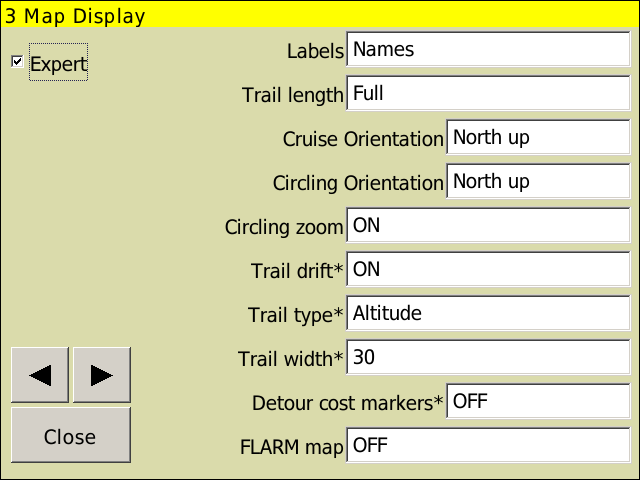 3 Map Display
Expert
Labels Names
Trail length Full
Cruise Orientation North up
Circling Orientation North up
Circling zoom ON
Trail drift* ON
Trail type* Altitude
Trail width* 30
Detour cost markers* OFF
FLARM map OFF
Close